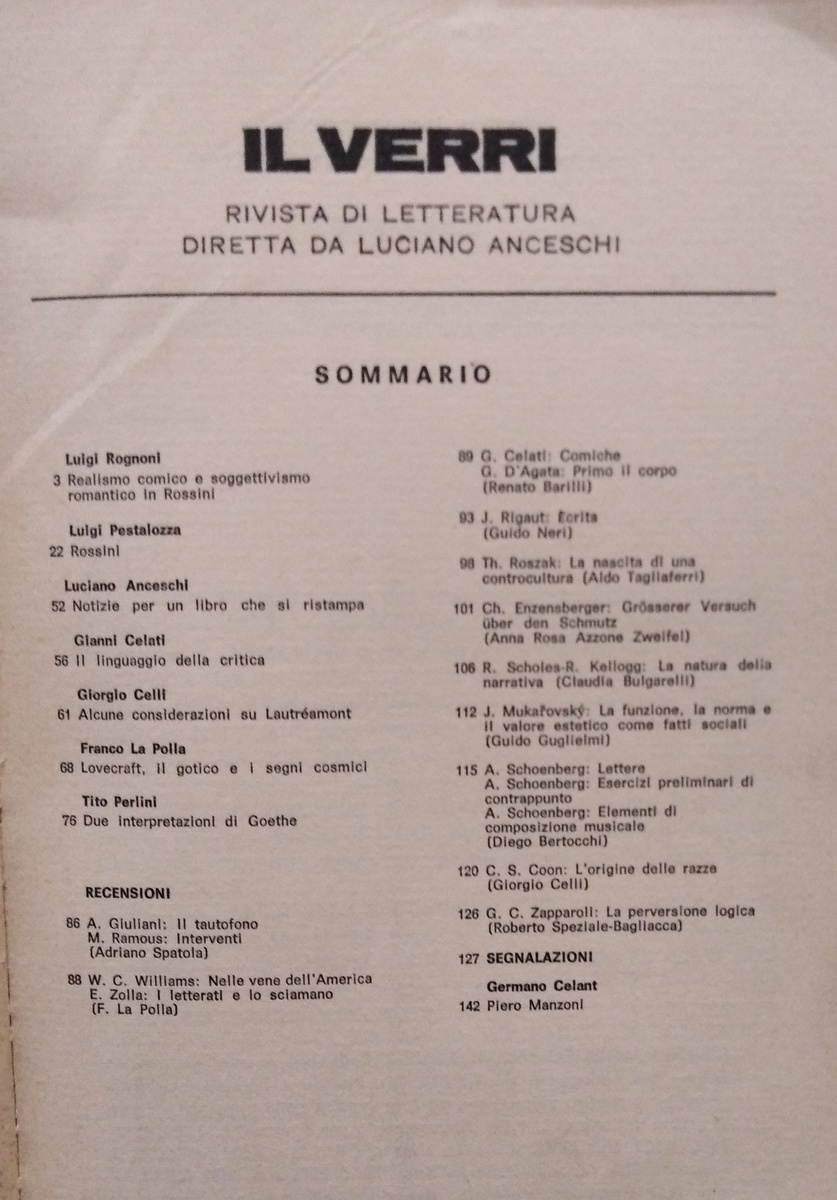 IL VERRI
RIVISTA DI LETTERATURA
DIRETTA DA LUCIANO ANCESCHI
SOMMARIO
Luigi Rognoni
3 Realismo comico e soggettivismo
romantico in Rossini
Luigi Pestalozza
22 Rossini
Luciano Anceschi
52 Notizie per un libro che si ristampa
Gianni Celati
56 Il linguaggio della critica
Giorgio Celli
61 Alcune considerazioni su Lautréamont
Franco La Polla
68 Lovecraft, il gotico e i segni cosmici
Tito Perlini
76 Due interpretazioni di Goethe
RECENSIONI
86 A. Giuliani: Il tautofono
M. Ramous: Interventi
(Adriano Spatola)
88 W. C. Williams: Nelle vene dell'America
E. Zolla: I letterati e lo sciamano
(F. La Polla)
89 G. Celati: Comiche
G. D'Agata: Primo il corpo
(Renato Barilli)
93 J. Rigaut: Ecrits
(Guido Neri)
98 Th. Roszak: La nascita di una
controcultura (Aldo Tagliaferri)
101 Ch. Enzensberger: Grösserer Versuch
über den Schmutz
(Anna Rosa Azzone Zweifel)
106 R. Scholes-R. Kellogg: La natura della
narrativa (Claudia Bulgarelli)
112 J. Mukařovský: La funzione, la norma e
il valore estetico come fatti sociali
(Guido Guglielmi)
115 A. Schoenberg: Lettere
A. Schoenberg: Esercizi preliminari di
contrappunto
A. Schoenberg: Elementi di
composizione musicale
(Diego Bertocchi)
120 C. S. Coon: L'origine delle razze
(Giorgio Celli)
126 G. C. Zapparoli: La perversione logica
(Roberto Speziale-Bagliacca)
127 SEGNALAZIONI
Germano Celant
142 Piero Manzoni